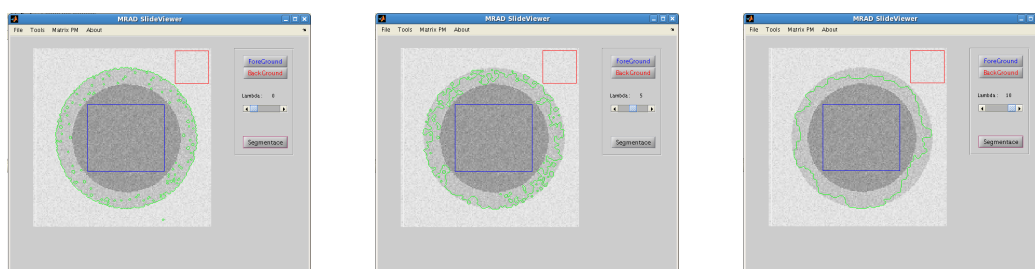 MRAD SlideViewer
File Tools Matrix PM About
ForeGround
BackGround
Lambda: 0
Segmentace
MRAD SlideViewer
File Tools Matrix PM About
ForeGround
BackGround
Lambda: 5
Segmentace
MRAD SlideViewer
File Tools Matrix PM About
ForeGround
BackGround
Lambda: 10
Segmentace